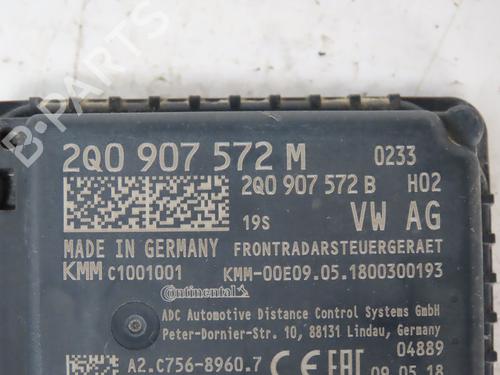 B-PARTS
2Q0 907 572 M 0233
2Q0 907 572 B H02
19S VW AG
MADE IN GERMANY FRONTRADARSTEUERGERAET
KMM C1001001 KMM-00E09.05.1800300193
Continental
ADC Automotive Distance Control Systems GmbH
Peter-Dornier-Str. 10, 88131 Lindau, Germany
04889
A2.C756-8960.7 CE EAC 09.05.18